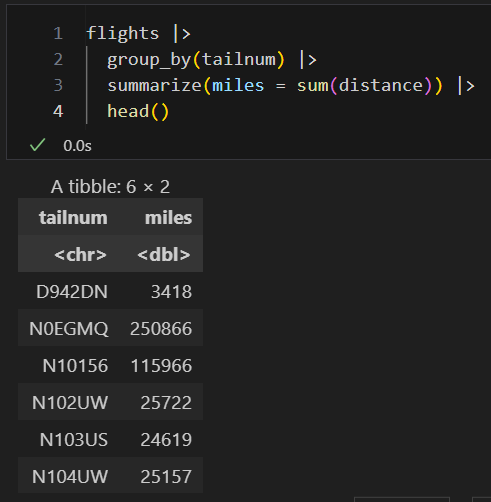 1 flights |>
2 group_by(tailnum) |>
3 summarize(miles = sum(distance)) |>
4 head()
✓ 0.0s
A tibble: 6 × 2
tailnum miles
<chr> <dbl>
D942DN 3418
N0EGMQ 250866
N10156 115966
N102UW 25722
N103US 24619
N104UW 25157